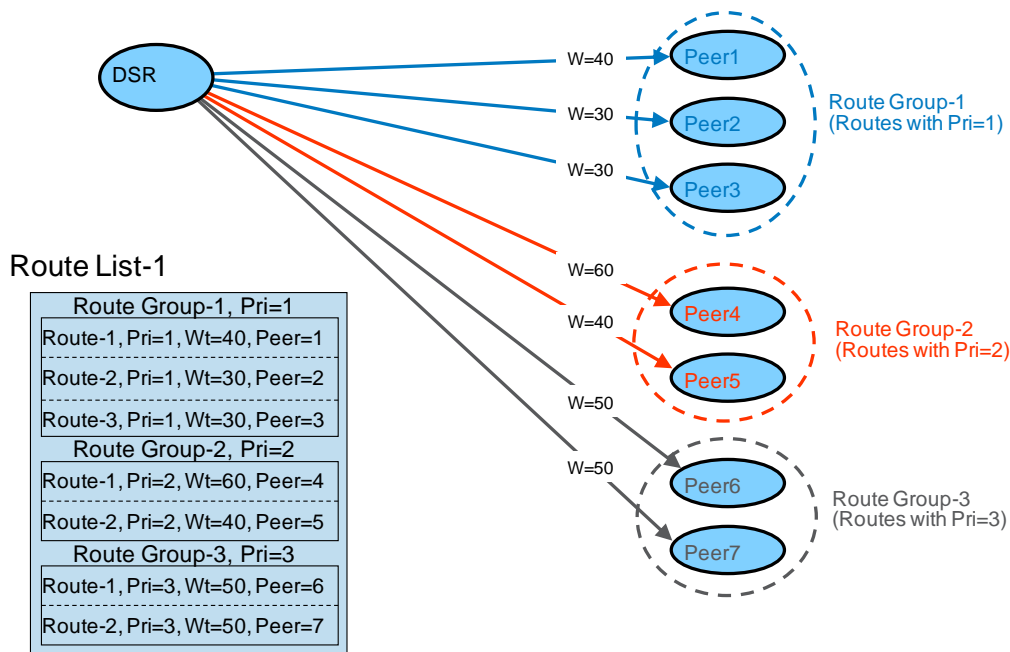 DSR
W=40
Peer1
W=30
Peer2
W=30
Peer3
Route Group-1
(Routes with Pri=1)
W=60
Peer4
W=40
Peer5
Route Group-2
(Routes with Pri=2)
W=50
Peer6
W=50
Peer7
Route Group-3
(Routes with Pri=3)
Route List-1
Route Group-1, Pri=1
Route-1, Pri=1, Wt=40, Peer=1
Route-2, Pri=1, Wt=30, Peer=2
Route-3, Pri=1, Wt=30, Peer=3
Route Group-2, Pri=2
Route-1, Pri=2, Wt=60, Peer=4
Route-2, Pri=2, Wt=40, Peer=5
Route Group-3, Pri=3
Route-1, Pri=3, Wt=50, Peer=6
Route-2, Pri=3, Wt=50, Peer=7